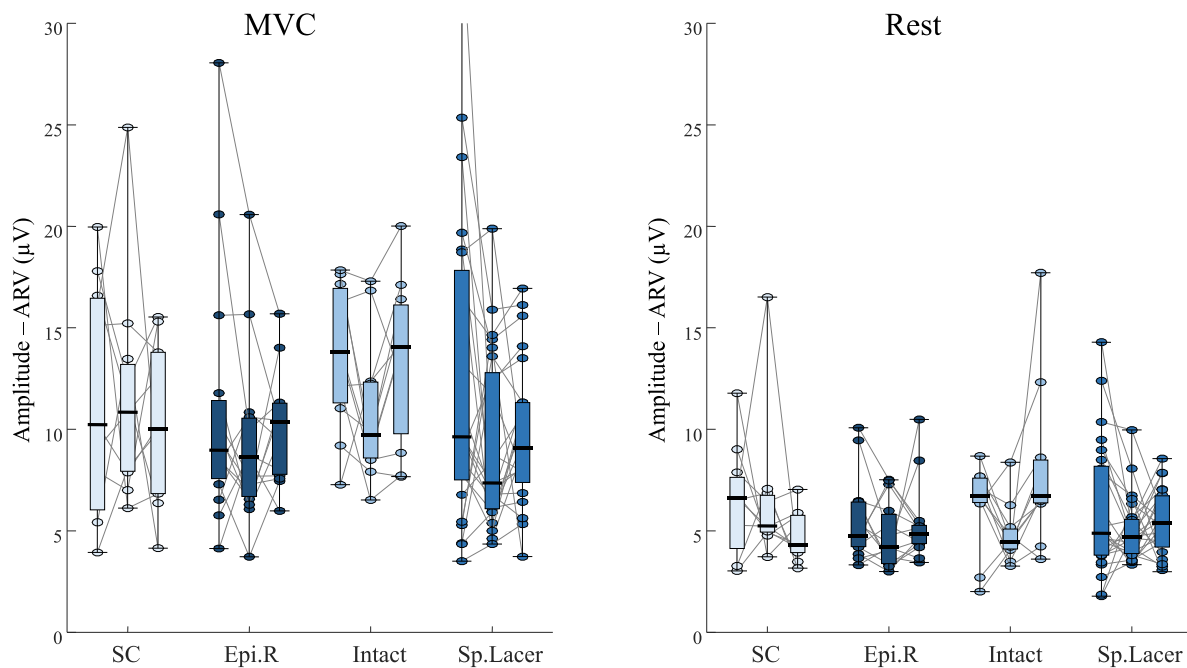 MVC
Amplitude – ARV (µV)
30
25
20
15
10
5
0
SC Epi.R Intact Sp.Lacer
Rest
Amplitude – ARV (µV)
30
25
20
15
10
5
0
SC Epi.R Intact Sp.Lacer